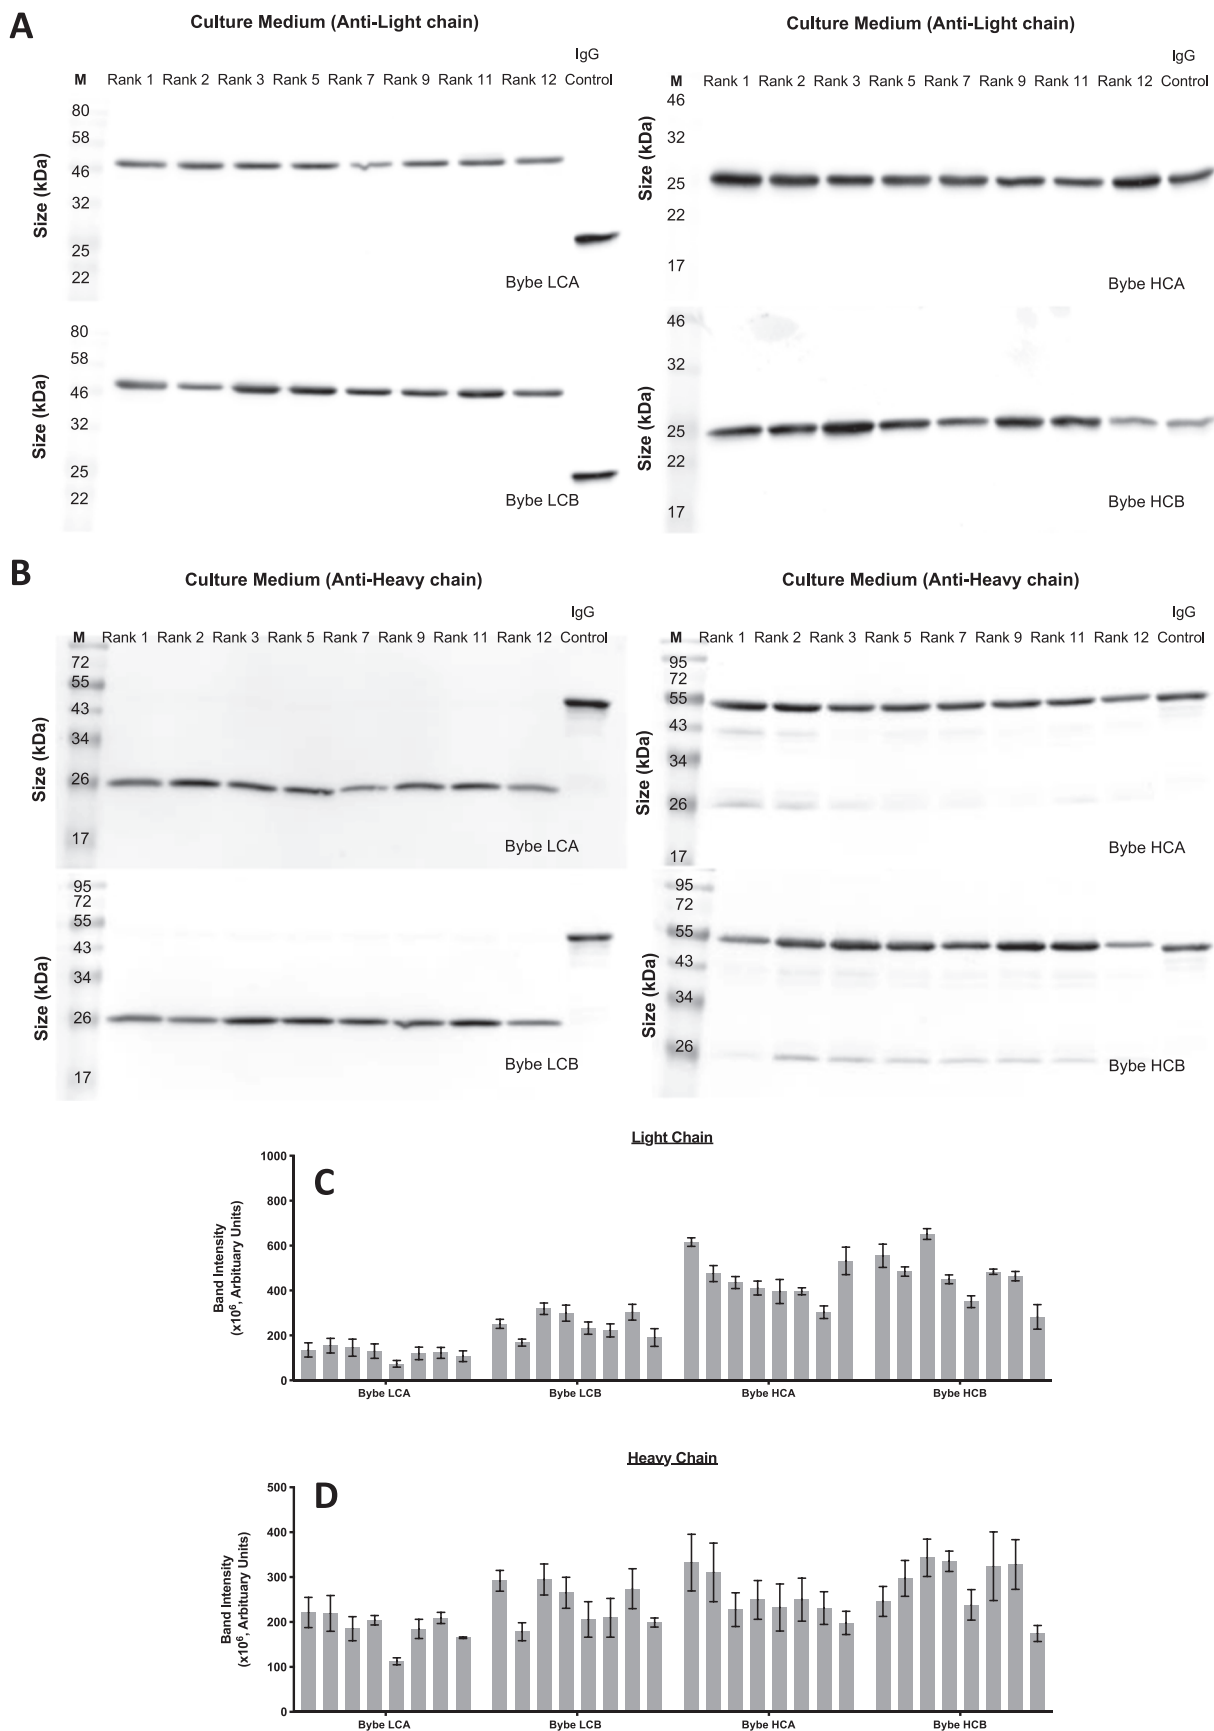 A
Culture Medium (Anti-Light chain)
IgG
M Rank 1 Rank 2 Rank 3 Rank 5 Rank 7 Rank 9 Rank 11 Rank 12 Control
80
58
46
32
25
22
Size (kDa)
Bybe LCA
80
58
46
32
25
22
Size (kDa)
Bybe LCB
Culture Medium (Anti-Light chain)
IgG
M Rank 1 Rank 2 Rank 3 Rank 5 Rank 7 Rank 9 Rank 11 Rank 12 Control
46
32
25
22
17
Size (kDa)
Bybe HCA
46
32
25
22
17
Size (kDa)
Bybe HCB
B
Culture Medium (Anti-Heavy chain)
IgG
M Rank 1 Rank 2 Rank 3 Rank 5 Rank 7 Rank 9 Rank 11 Rank 12 Control
72
55
43
34
26
17
Size (kDa)
Bybe LCA
95
72
55
43
34
26
17
Size (kDa)
Bybe LCB
Culture Medium (Anti-Heavy chain)
IgG
M Rank 1 Rank 2 Rank 3 Rank 5 Rank 7 Rank 9 Rank 11 Rank 12 Control
95
72
55
43
34
26
17
Size (kDa)
Bybe HCA
95
72
55
43
34
26
Size (kDa)
Bybe HCB
Light Chain
C
1000
800
600
400
200
0
Band Intensity
(x10⁶, Arbituary Units)
Bybe LCA Bybe LCB Bybe HCA Bybe HCB
Heavy Chain
D
500
400
300
200
100
0
Band Intensity
(x10⁶, Arbituary Units)
Bybe LCA Bybe LCB Bybe HCA Bybe HCB